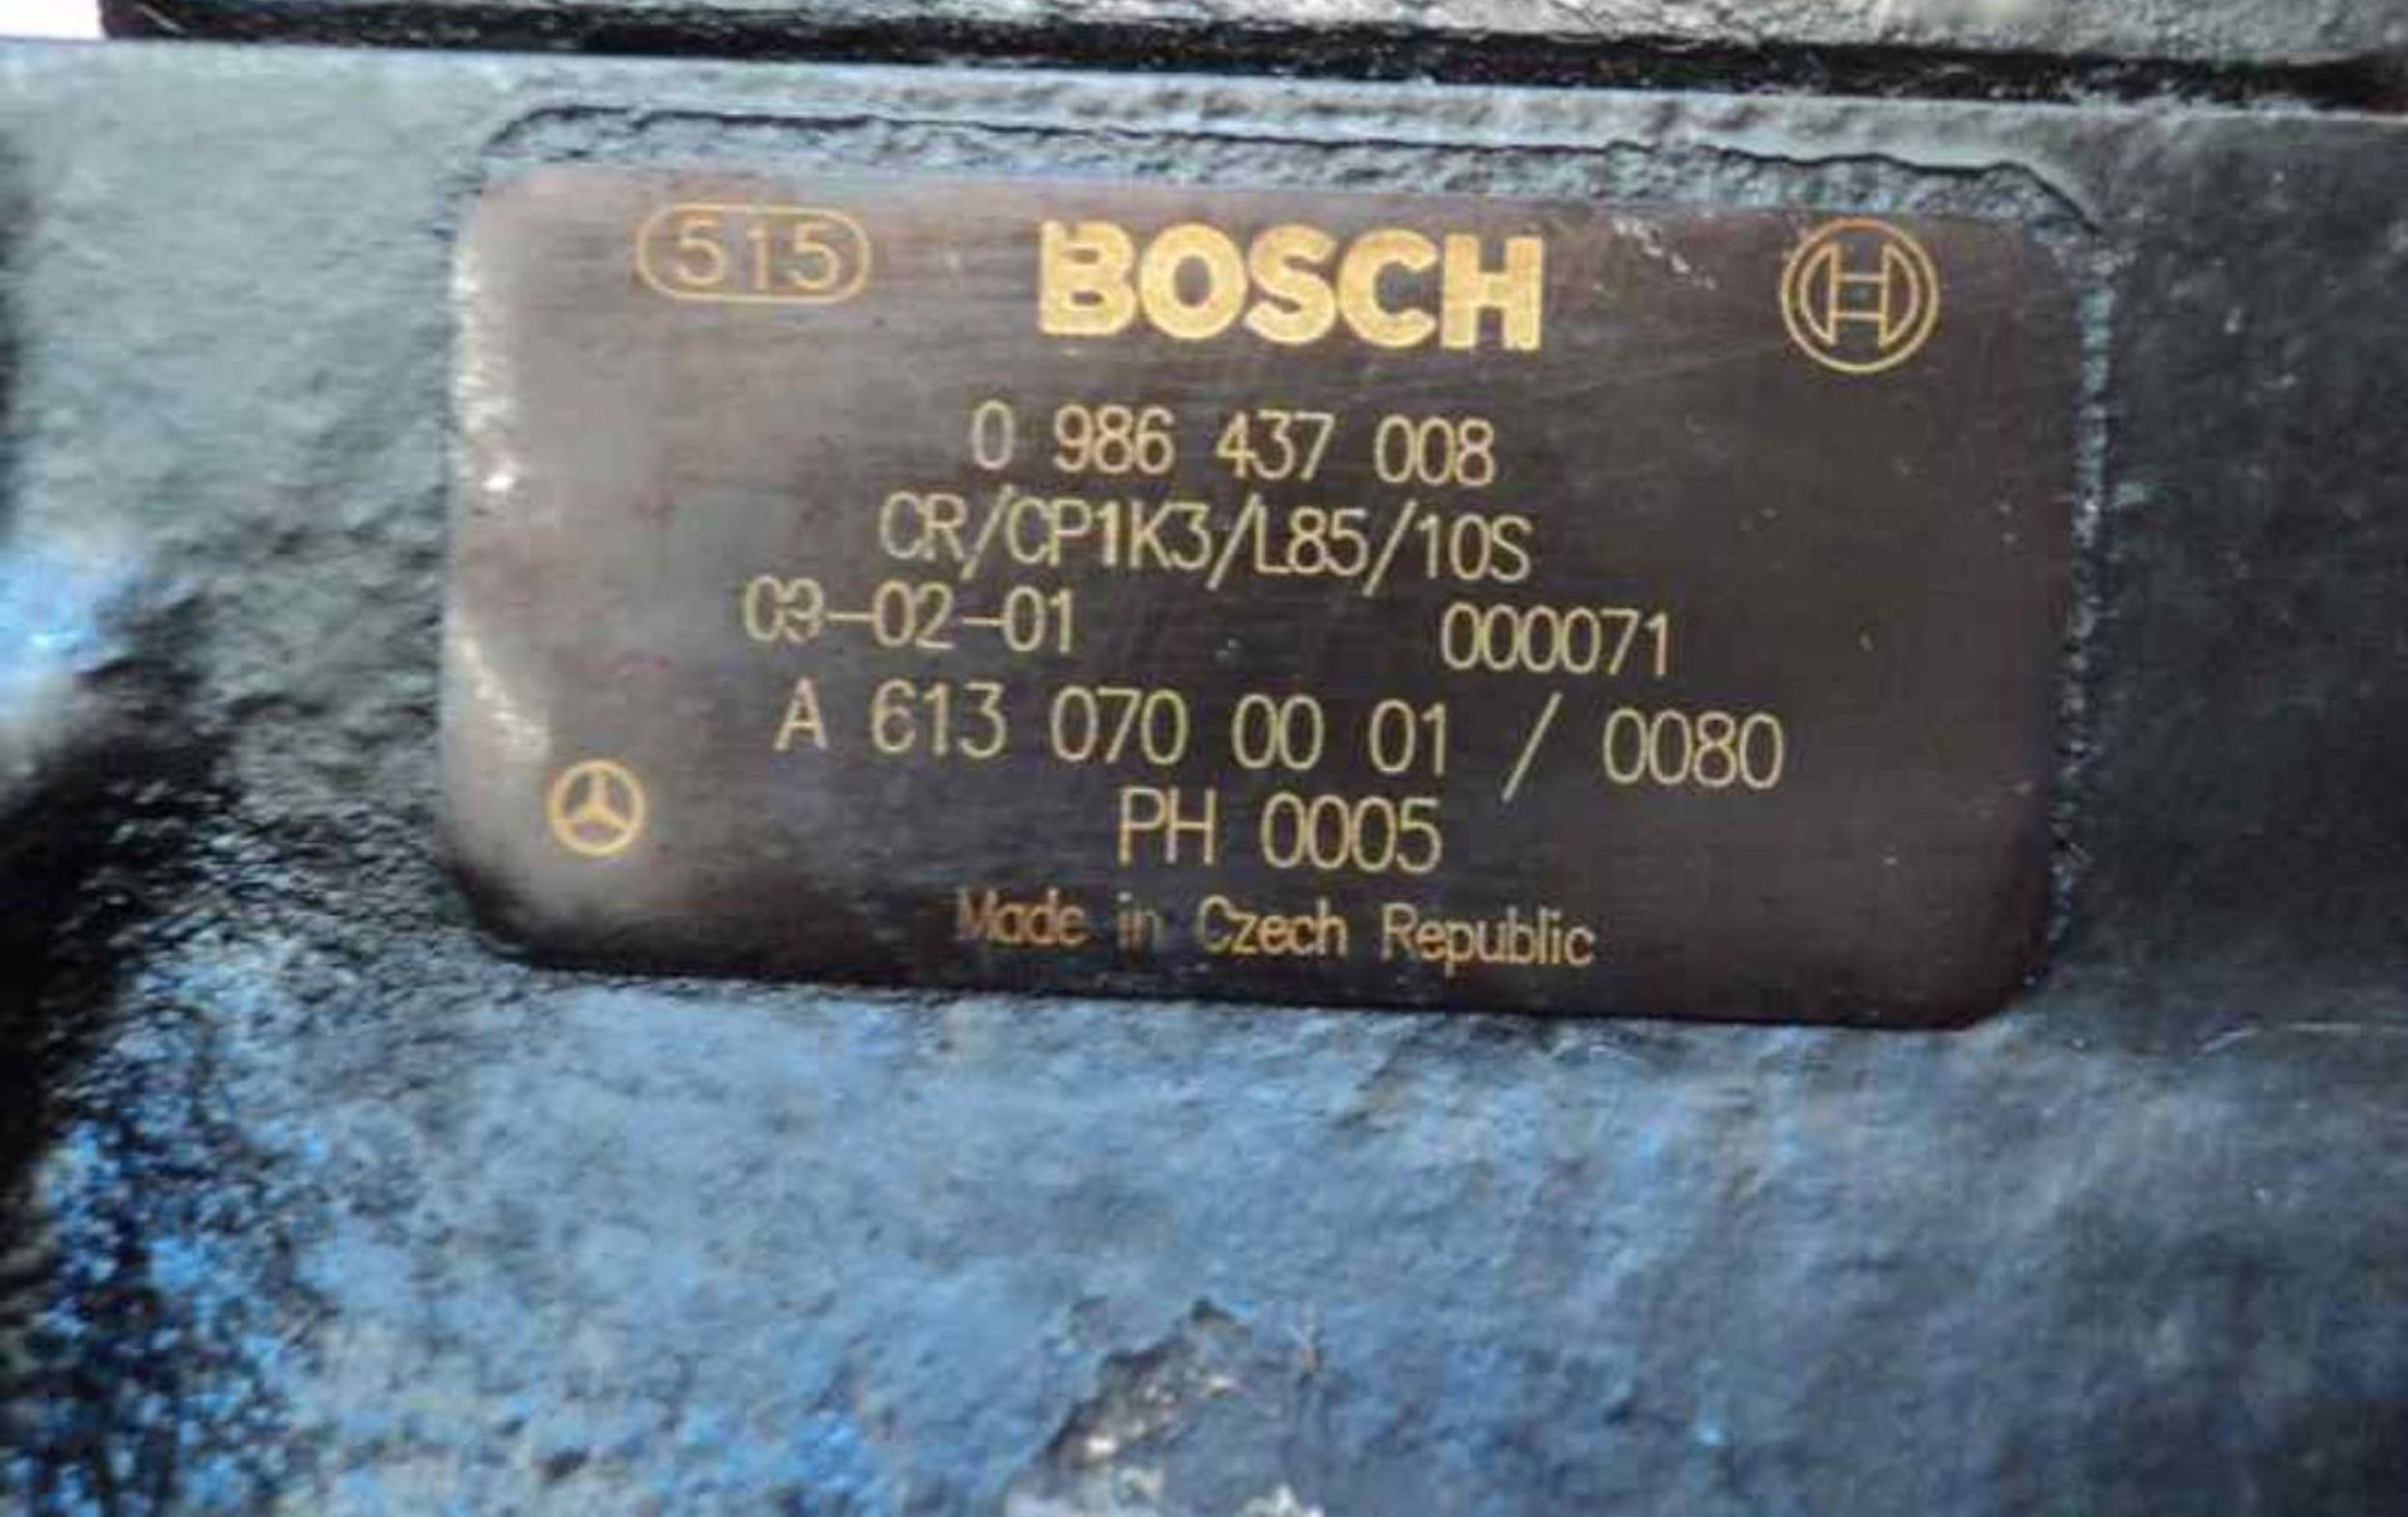 515 BOSCH
0 986 437 008
CR/CP1K3/L85/10S
03-02-01 000071
A 613 070 00 01 / 0080
PH 0005
Made in Czech Republic